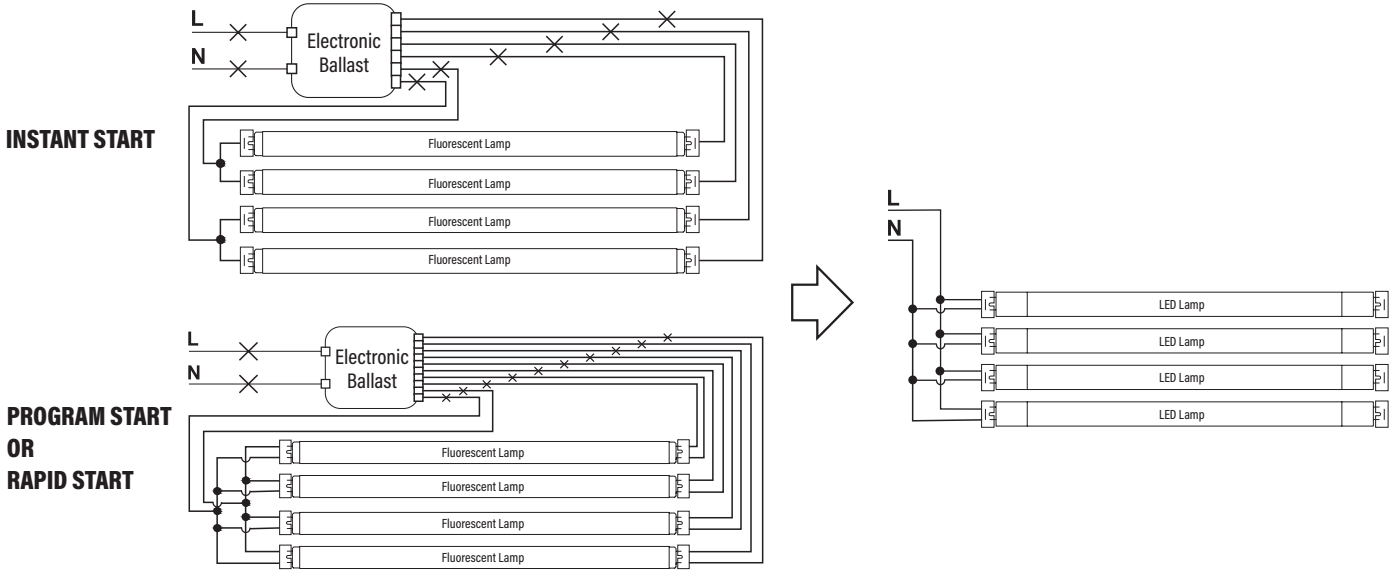 L
N
Electronic
Ballast
INSTANT START
Fluorescent Lamp
Fluorescent Lamp
Fluorescent Lamp
Fluorescent Lamp
L
N
Electronic
Ballast
PROGRAM START
OR
RAPID START
Fluorescent Lamp
Fluorescent Lamp
Fluorescent Lamp
Fluorescent Lamp
L
N
LED Lamp
LED Lamp
LED Lamp
LED Lamp